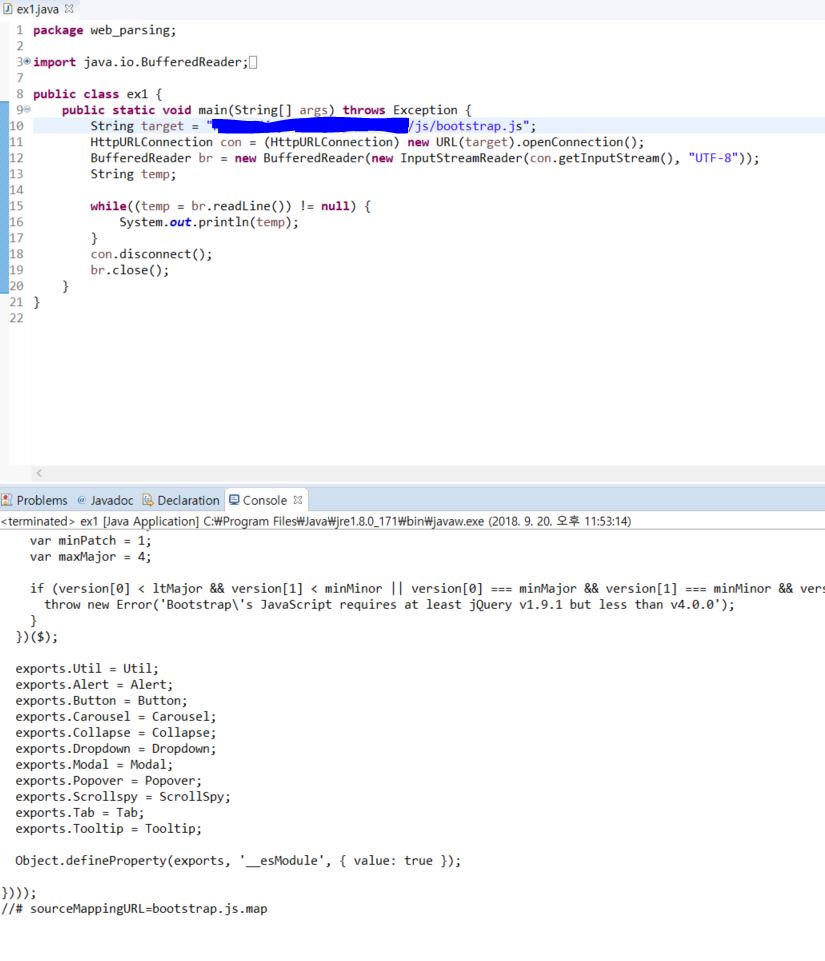 ex1.java
1 package web_parsing;
2
3 import java.io.BufferedReader;
7
8 public class ex1 {
9 public static void main(String[] args) throws Exception {
10 String target = "/js/bootstrap.js";
11 HttpURLConnection con = (HttpURLConnection) new URL(target).openConnection();
12 BufferedReader br = new BufferedReader(new InputStreamReader(con.getInputStream(), "UTF-8"));
13 String temp;
14
15 while((temp = br.readLine()) != null) {
16 System.out.println(temp);
17 }
18 con.disconnect();
19 br.close();
20 }
21 }
22
Problems @ Javadoc Declaration Console
<terminated> ex1 [Java Application] C:₩Program Files₩Java₩jre1.8.0_171₩bin₩javaw.exe (2018. 9. 20. 오후 11:53:14)
var minPatch = 1;
var maxMajor = 4;
if (version[0] < ltMajor && version[1] < minMinor || version[0] === minMajor && version[1] === minMinor && vers
throw new Error('Bootstrap\'s JavaScript requires at least jQuery v1.9.1 but less than v4.0.0');
}
})($);
exports.Util = Util;
exports.Alert = Alert;
exports.Button = Button;
exports.Carousel = Carousel;
exports.Collapse = Collapse;
exports.Dropdown = Dropdown;
exports.Modal = Modal;
exports.Popover = Popover;
exports.Scrollspy = ScrollSpy;
exports.Tab = Tab;
exports.Tooltip = Tooltip;
Object.defineProperty(exports, '__esModule', { value: true });
})));
//# sourceMappingURL=bootstrap.js.map